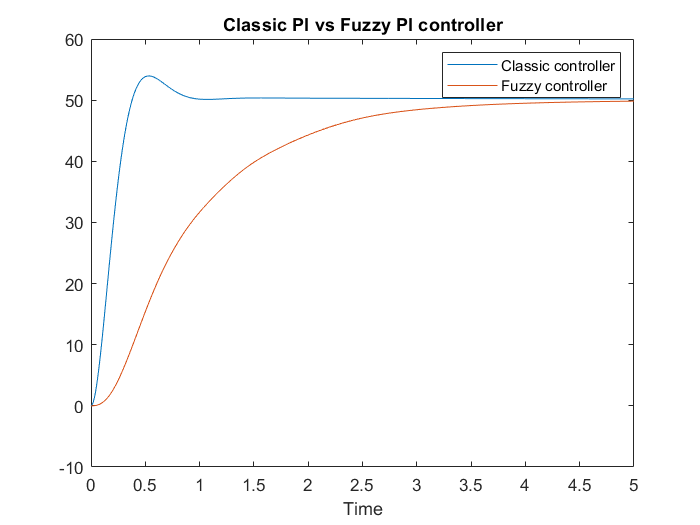 Classic PI vs Fuzzy PI controller
Classic controller
Fuzzy controller
60
50
40
30
20
10
0
-10
0 0.5 1 1.5 2 2.5 3 3.5 4 4.5 5
Time